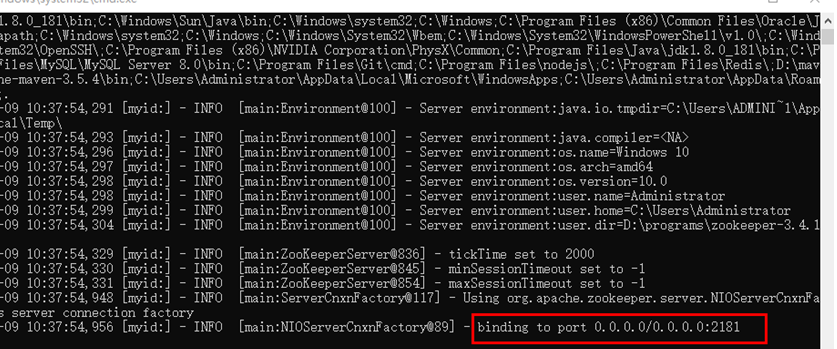 ndows\system32\cmd.exe
1.8.0_181\bin;C:\Windows\Sun\Java\bin;C:\Windows\system32;C:\Windows;C:\Program Files (x86)\Common Files\Oracle\J
apath;C:\Windows\system32;C:\Windows;C:\Windows\System32\Wbem;C:\Windows\System32\WindowsPowerShell\v1.0\;C:\Wind
tem32\OpenSSH\;C:\Program Files (x86)\NVIDIA Corporation\PhysX\Common;C:\Program Files\Java\jdk1.8.0_181\bin;C:\P
Files\MySQL\MySQL Server 8.0\bin;C:\Program Files\Git\cmd;C:\Program Files\nodejs\;C:\Program Files\Redis\;D:\mav
he-maven-3.5.4\bin;C:\Users\Administrator\AppData\Local\Microsoft\WindowsApps;C:\Users\Administrator\AppData\Roam
;.
-09 10:37:54,291 [myid:] - INFO [main:Environment@100] - Server environment:java.io.tmpdir=C:\Users\ADMINI~1\App
cal\Temp\
-09 10:37:54,293 [myid:] - INFO [main:Environment@100] - Server environment:java.compiler=<NA>
-09 10:37:54,296 [myid:] - INFO [main:Environment@100] - Server environment:os.name=Windows 10
-09 10:37:54,297 [myid:] - INFO [main:Environment@100] - Server environment:os.arch=amd64
-09 10:37:54,298 [myid:] - INFO [main:Environment@100] - Server environment:os.version=10.0
-09 10:37:54,298 [myid:] - INFO [main:Environment@100] - Server environment:user.name=Administrator
-09 10:37:54,299 [myid:] - INFO [main:Environment@100] - Server environment:user.home=C:\Users\Administrator
-09 10:37:54,304 [myid:] - INFO [main:Environment@100] - Server environment:user.dir=D:\programs\zookeeper-3.4.1
-09 10:37:54,329 [myid:] - INFO [main:ZooKeeperServer@836] - tickTime set to 2000
-09 10:37:54,330 [myid:] - INFO [main:ZooKeeperServer@845] - minSessionTimeout set to -1
-09 10:37:54,331 [myid:] - INFO [main:ZooKeeperServer@854] - maxSessionTimeout set to -1
-09 10:37:54,948 [myid:] - INFO [main:ServerCnxnFactory@117] - Using org.apache.zookeeper.server.NIOServerCnxnFa
s server connection factory
-09 10:37:54,956 [myid:] - INFO [main:NIOServerCnxnFactory@89] - binding to port 0.0.0.0/0.0.0.0:2181